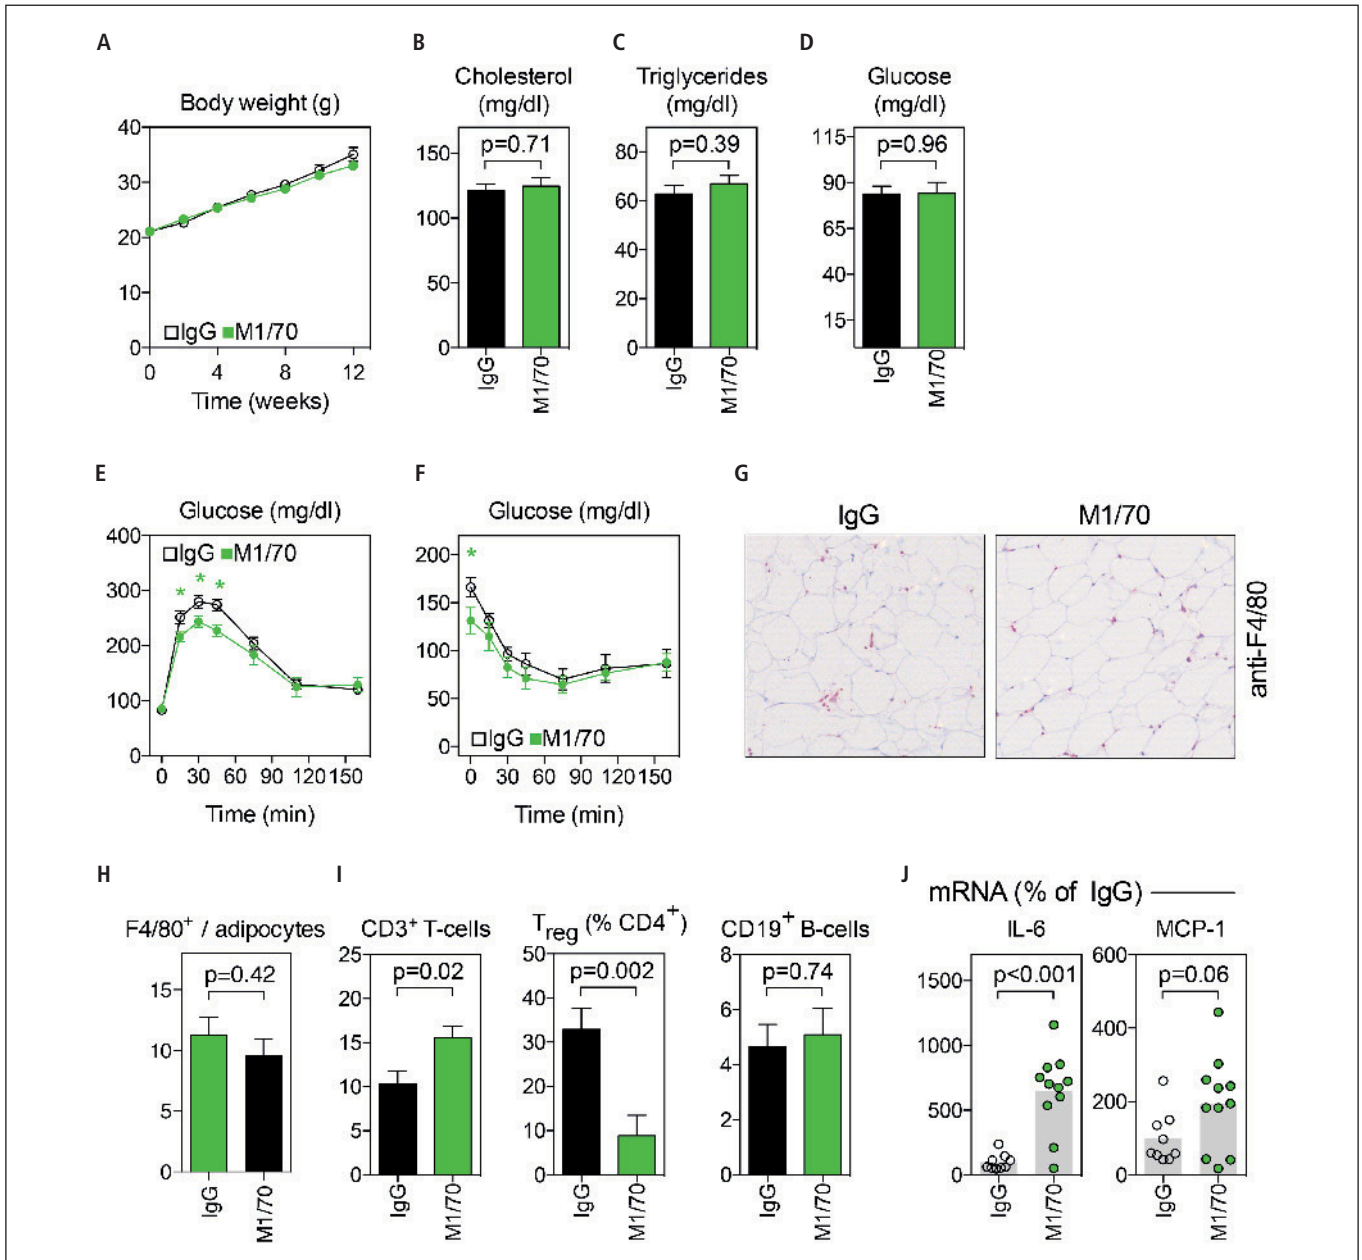 A
Body weight (g)
40
30
20
10
0
IgG M1/70
0 4 8 12
Time (weeks)
B
Cholesterol
(mg/dl)
p=0.71
150
100
50
0
IgG
M1/70
C
Triglycerides
(mg/dl)
p=0.39
80
60
40
20
0
IgG
M1/70
D
Glucose
(mg/dl)
p=0.96
115
90
65
40
15
IgG
M1/70
E
Glucose (mg/dl)
400
300
200
100
0
IgG M1/70
* * *
0 30 60 90 120 150
Time (min)
F
Glucose (mg/dl)
200
150
100
50
0
*
IgG M1/70
0 30 60 90 120 150
Time (min)
G
IgG M1/70
anti-F4/80
H
F4/80+ / adipocytes
p=0.42
15
10
5
0
IgG
M1/70
I
CD3+ T-cells
p=0.02
25
20
15
10
5
0
IgG
M1/70
Treg (% CD4+)
p=0.002
50
40
30
20
10
0
IgG
M1/70
CD19+ B-cells
p=0.74
8
6
4
2
0
IgG
M1/70
J
mRNA (% of IgG)
IL-6
p<0.001
1500
1000
500
0
IgG
M1/70
MCP-1
p=0.06
600
400
200
0
IgG
M1/70